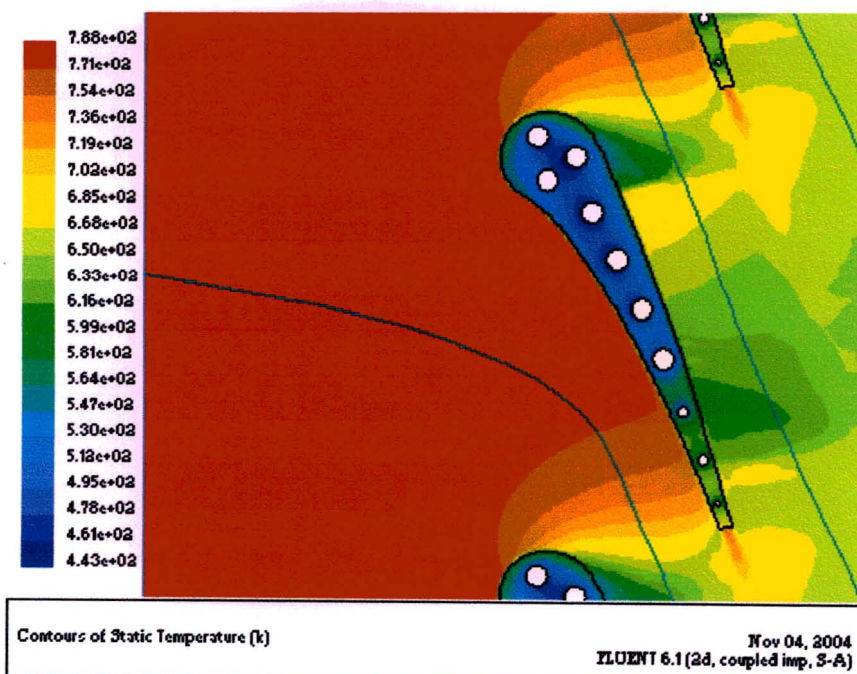 7.88e+02
7.71e+02
7.54e+02
7.36e+02
7.19e+02
7.02e+02
6.85e+02
6.68e+02
6.50e+02
6.33e+02
6.16e+02
5.99e+02
5.81e+02
5.64e+02
5.47e+02
5.30e+02
5.12e+02
4.95e+02
4.78e+02
4.61e+02
4.43e+02
Contours of Static Temperature (k)
Nov 04, 2004
FLUENT 6.1 (2d, coupled imp, S-A)